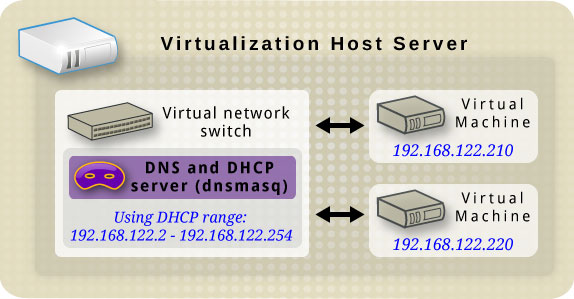 Virtualization Host Server
Virtual network
switch
DNS and DHCP
server (dnsmasq)
Using DHCP range:
192.168.122.2 - 192.168.122.254
Virtual
Machine
192.168.122.210
Virtual
Machine
192.168.122.220